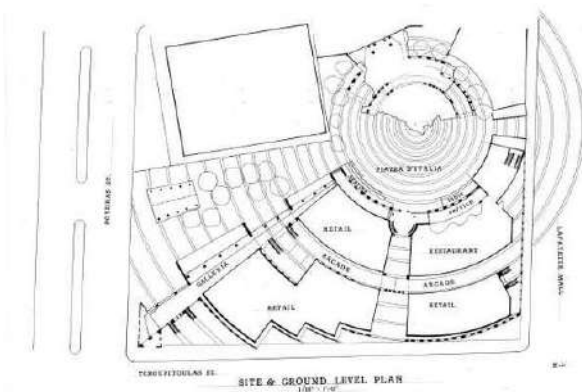 POYDRAS ST.
PIAZZA D'ITALIA
RETAIL
RESTAURANT
ARCADE
ARCADE
GALLERIA
RETAIL
RETAIL
LAFAYETTE MALL
TCHOUPITOULAS ST.
SITE & GROUND LEVEL PLAN